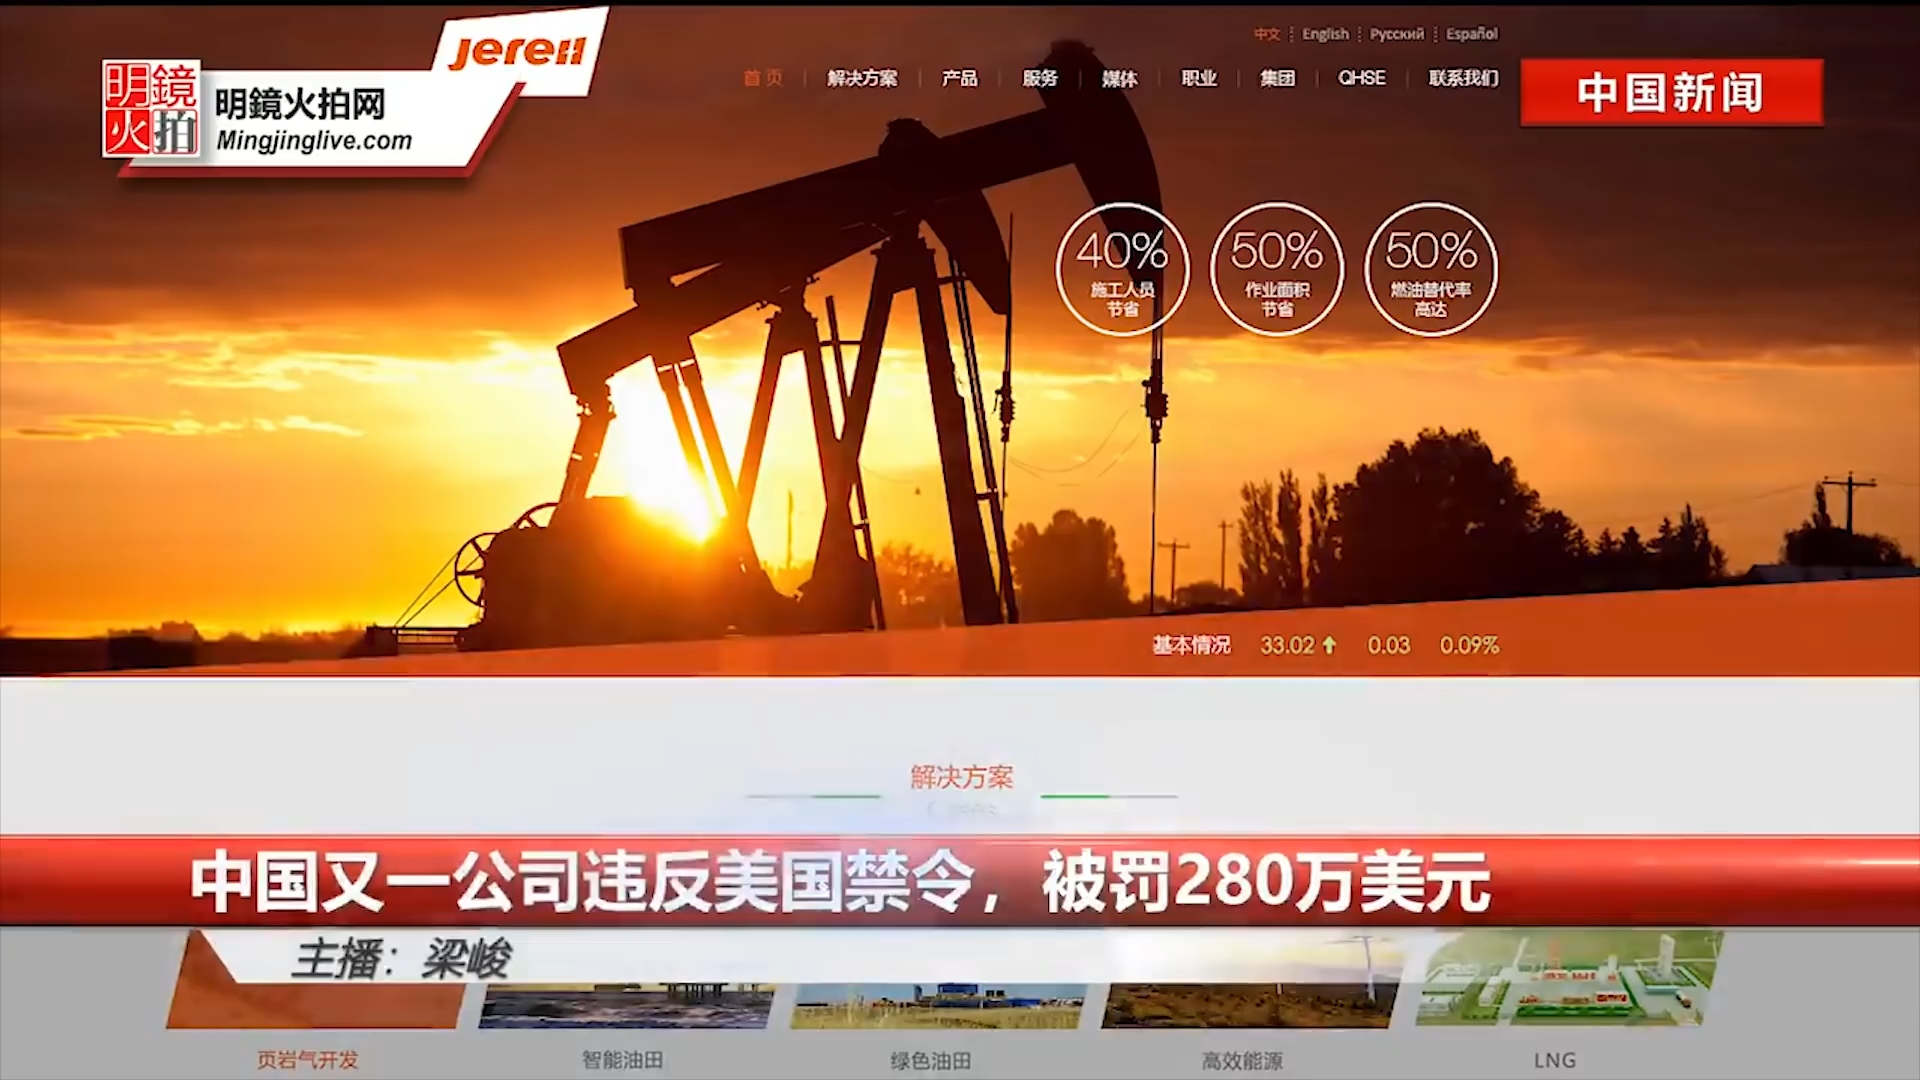 Jereh
明鏡火拍
明鏡火拍网
Mingjinglive.com
中文 English Русский Español
首页 解决方案 产品 服务 媒体 职业 集团 QHSE 联系我们
中国新闻
40%
施工人员
节省
50%
作业面积
节省
50%
燃油替代率
高达
基本情况 33.02 0.03 0.09%
解决方案
中国又一公司违反美国禁令，被罚280万美元
主播：梁峻
页岩气开发 智能油田 绿色油田 高效能源 LNG